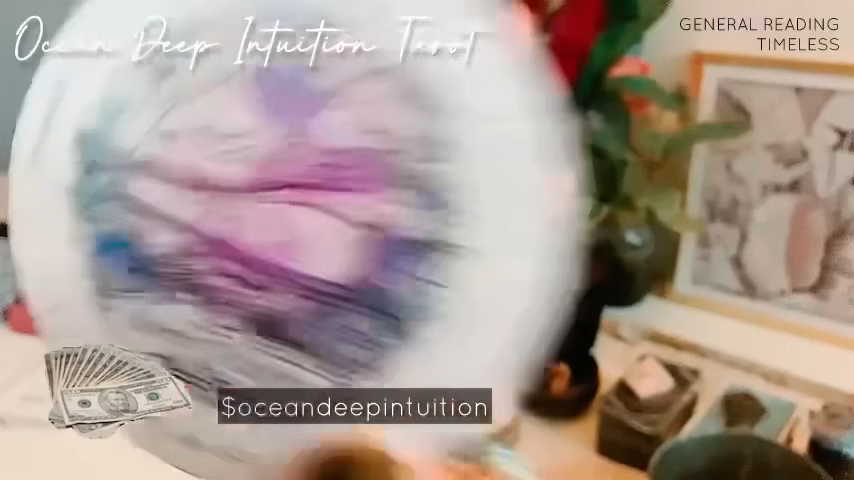 Ocean Deep Intuition Tarot
GENERAL READING
TIMELESS
$oceandeepintuition